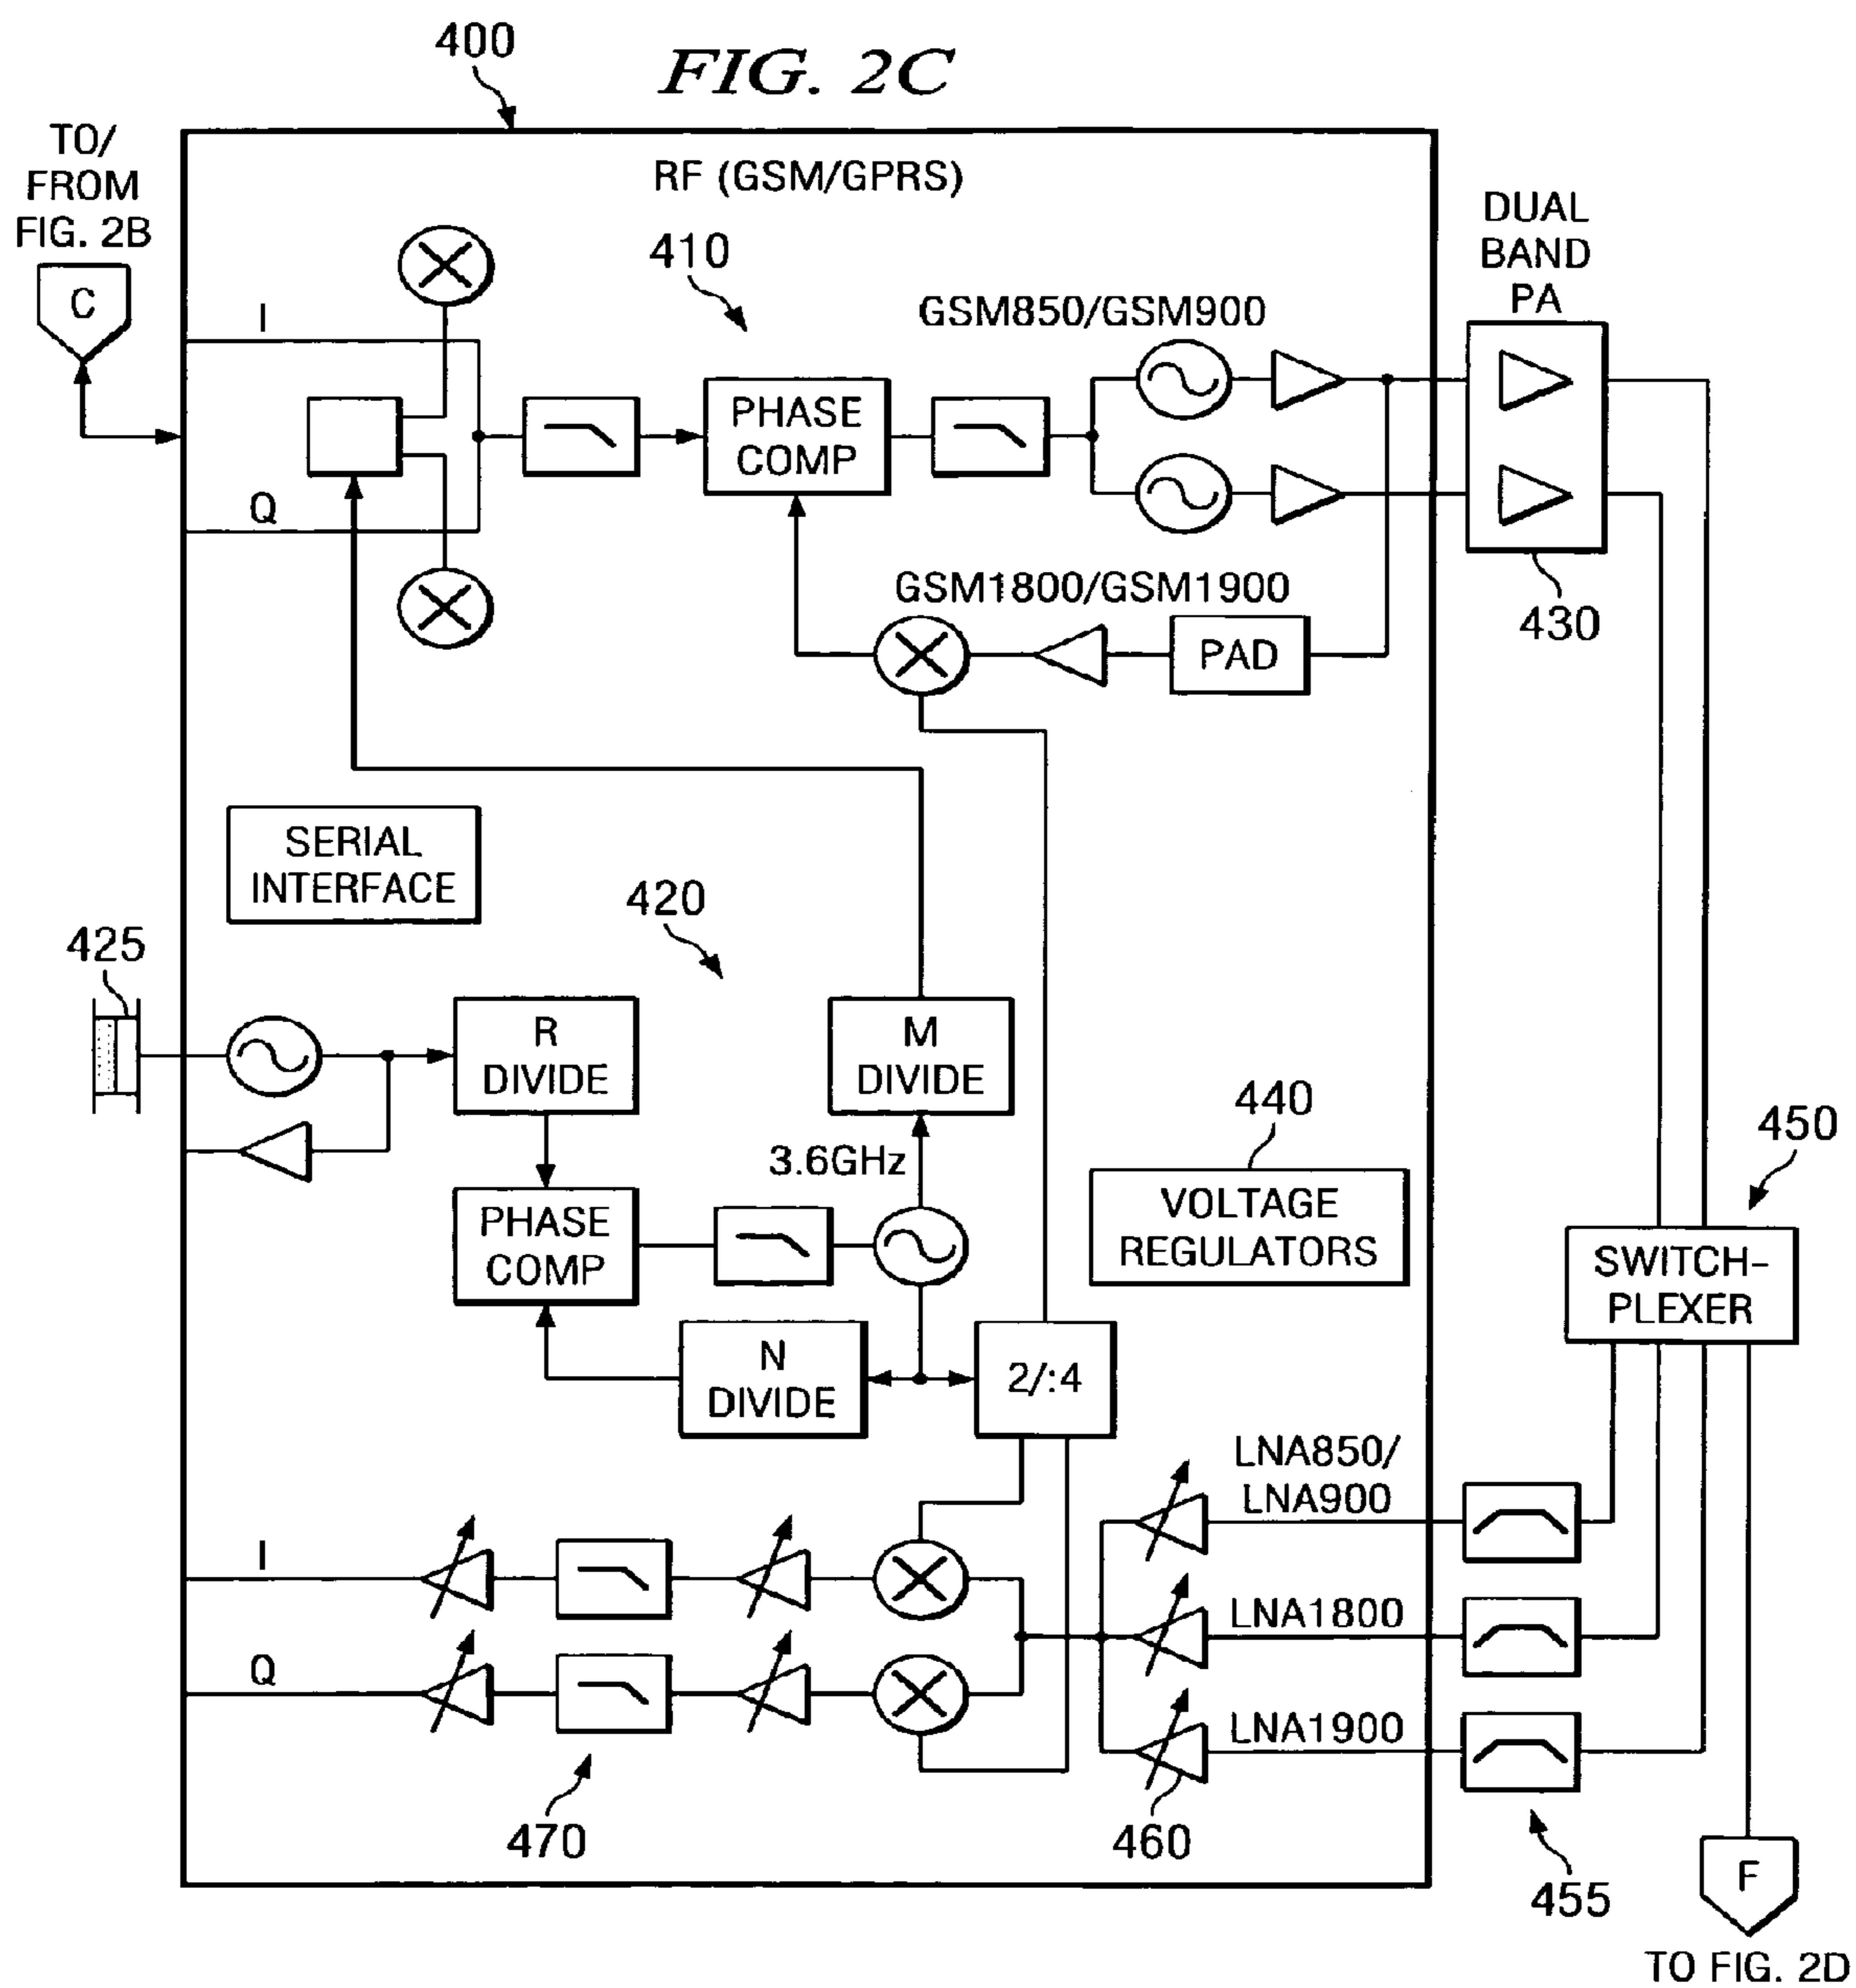 FIG. 2C
400
TO/
FROM
FIG. 2B
C
RF (GSM/GPRS)
410
DUAL
BAND
PA
I
GSM850/GSM900
PHASE
COMP
Q
GSM1800/GSM1900
430
PAD
SERIAL
INTERFACE
420
425
R
DIVIDE
M
DIVIDE
440
450
3.6GHz
PHASE
COMP
VOLTAGE
REGULATORS
SWITCH-
PLEXER
N
DIVIDE
2/:4
LNA850/
LNA900
I
LNA1800
Q
LNA1900
470
460
455
F
TO FIG. 2D